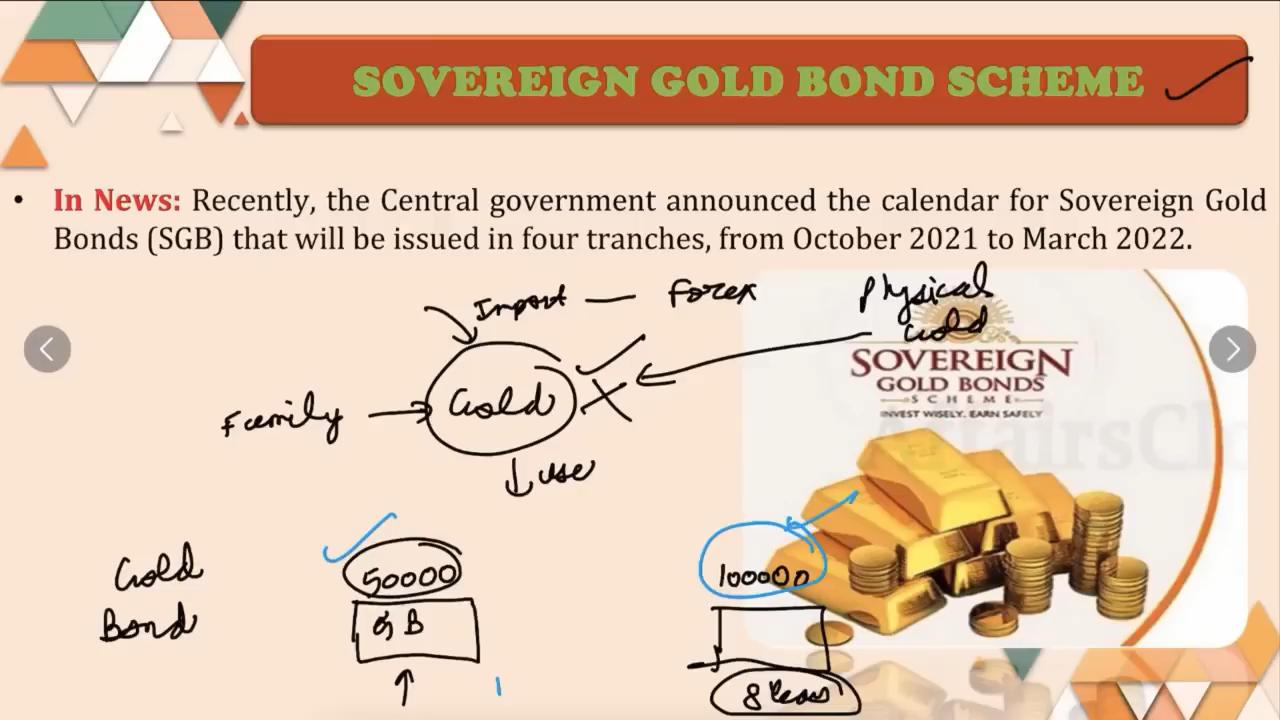 SOVEREIGN GOLD BOND SCHEME
• In News: Recently, the Central government announced the calendar for Sovereign Gold
Bonds (SGB) that will be issued in four tranches, from October 2021 to March 2022.
Import — Forex
Physical
Gold
Family
Gold
use
SOVEREIGN
GOLD BONDS
SCHEME
INVEST WISELY. EARN SAFELY
AffairsClo
Gold
Bond
50000
GB
100000
8 Years